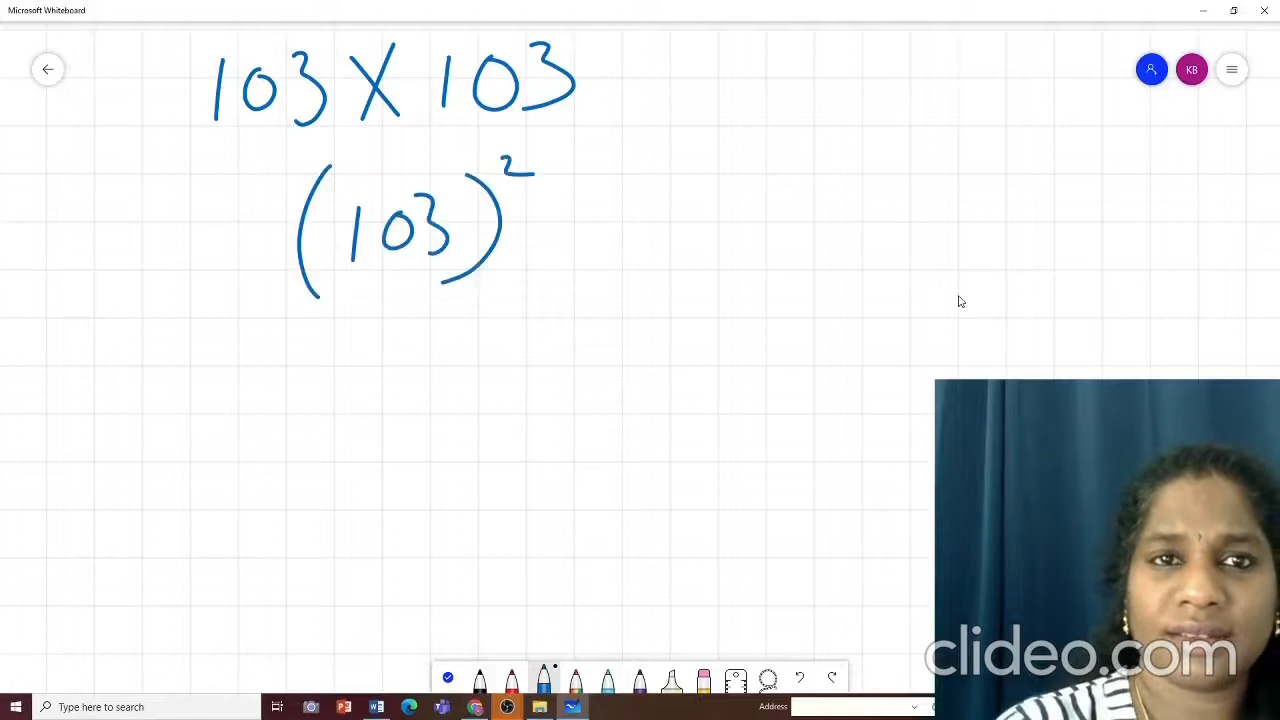 Microsoft Whiteboard
103 X 103
KB
(103)²
clideo.com
Type here to search
Address